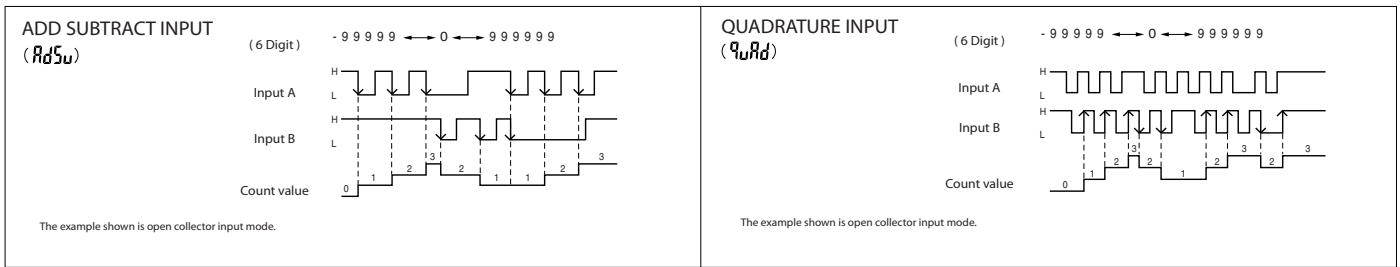 ADD SUBTRACT INPUT
(AdSu)
( 6 Digit )
- 9 9 9 9 9 ◄─► 0 ◄─► 9 9 9 9 9 9
Input A
H
L
Input B
H
L
Count value
0 1 2 3 2 1 1 2 3
The example shown is open collector input mode.
QUADRATURE INPUT
(quAd)
( 6 Digit )
- 9 9 9 9 9 ◄─► 0 ◄─► 9 9 9 9 9 9
Input A
H
L
Input B
H
L
Count value
0 1 2 3 2 1 2 3 2 3
The example shown is open collector input mode.